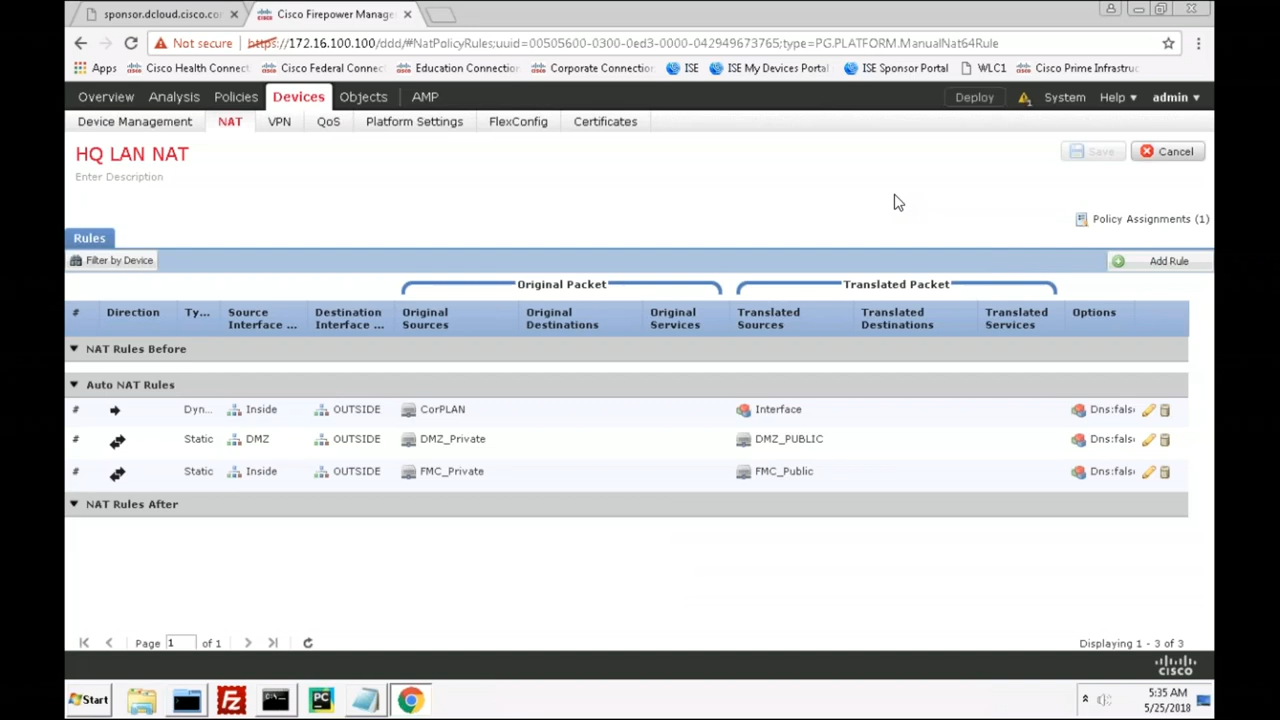 sponsor.dcloud.cisco.co
Cisco Firepower Manage
Not secure https://172.16.100.100/ddd/#NatPolicyRules;uuid=00505600-0300-0ed3-0000-042949673765;type=PG.PLATFORM.ManualNat64Rule
Apps Cisco Health Connect Cisco Federal Connec Education Connection Corporate Connection ISE ISE My Devices Portal ISE Sponsor Portal WLC1 Cisco Prime Infrastruc
Overview Analysis Policies Devices Objects AMP Deploy System Help admin
Device Management NAT VPN QoS Platform Settings FlexConfig Certificates
HQ LAN NAT Save Cancel
Enter Description
Policy Assignments (1)
Rules
Filter by Device Add Rule
Original Packet Translated Packet
# Direction Ty... Source Interface ... Destination Interface ... Original Sources Original Destinations Original Services Translated Sources Translated Destinations Translated Services Options
NAT Rules Before
Auto NAT Rules
# Dyn... Inside OUTSIDE CorPLAN Interface Dns:fals
# Static DMZ OUTSIDE DMZ_Private DMZ_PUBLIC Dns:fals
# Static Inside OUTSIDE FMC_Private FMC_Public Dns:fals
NAT Rules After
Page 1 of 1 Displaying 1 - 3 of 3
CISCO
Start Fz PC 5:35 AM
5/25/2018